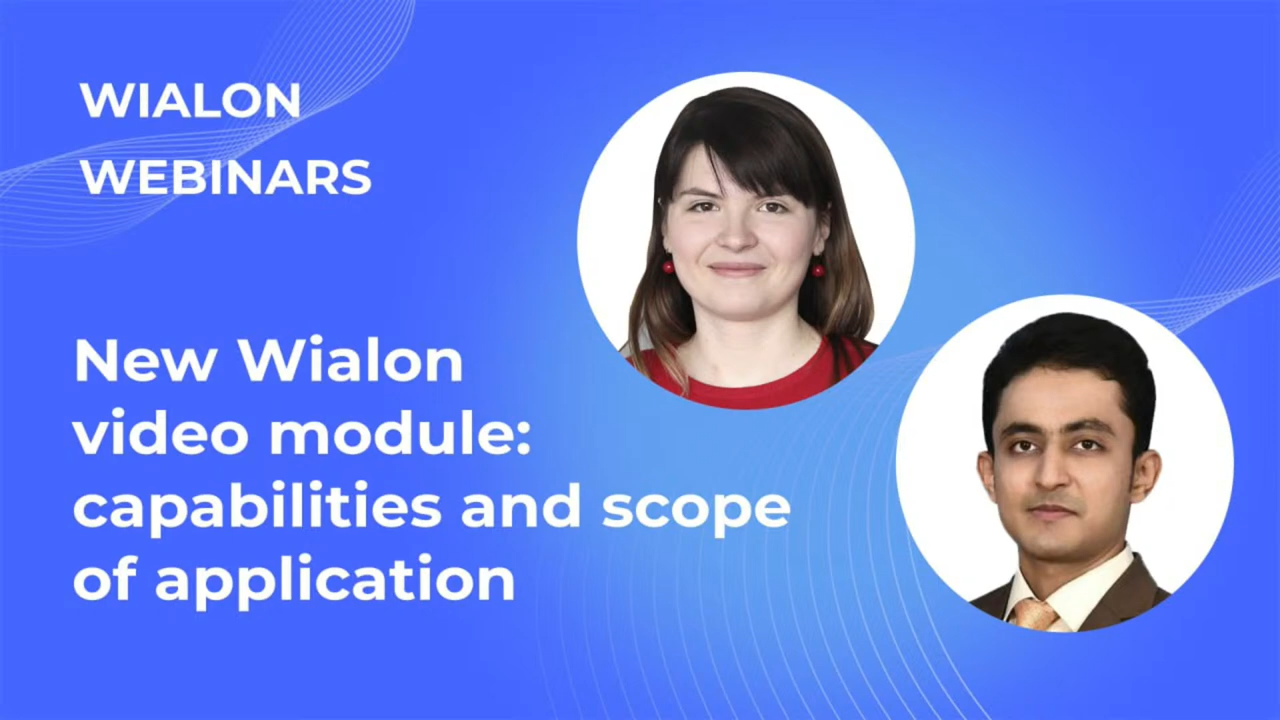 WIALON
WEBINARS
New Wialon
video module:
capabilities and scope
of application